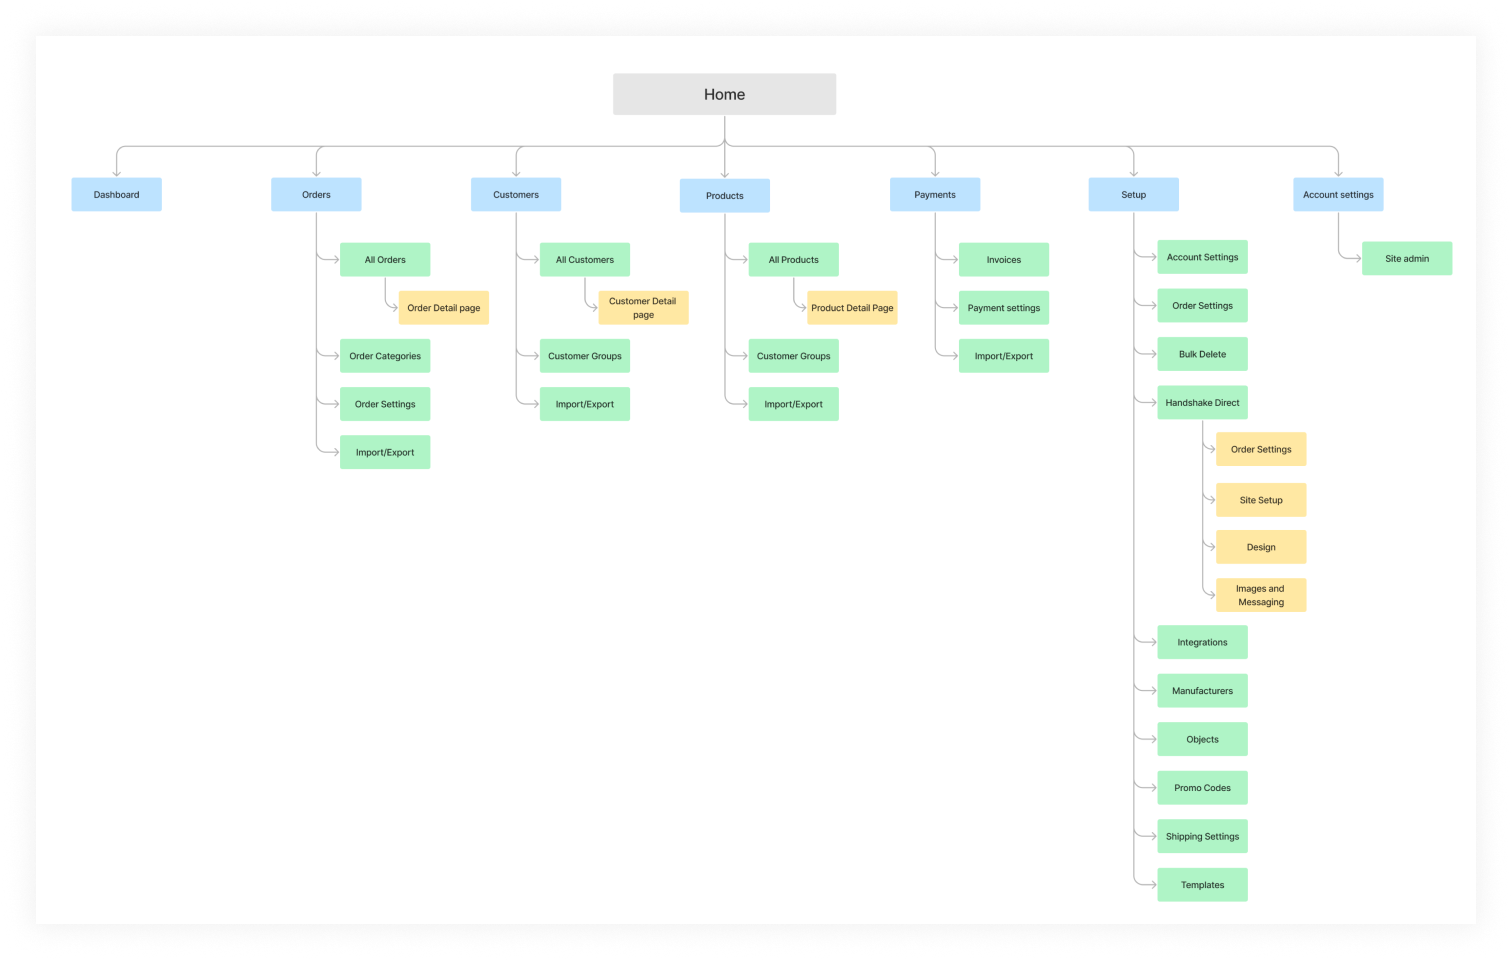 Home
Dashboard
Orders
Customers
Products
Payments
Setup
Account settings
All Orders
Order Detail page
Order Categories
Order Settings
Import/Export
All Customers
Customer Detail
page
Customer Groups
Import/Export
All Products
Product Detail Page
Customer Groups
Import/Export
Invoices
Payment settings
Import/Export
Account Settings
Order Settings
Bulk Delete
Handshake Direct
Order Settings
Site Setup
Design
Images and
Messaging
Integrations
Manufacturers
Objects
Promo Codes
Shipping Settings
Templates
Site admin